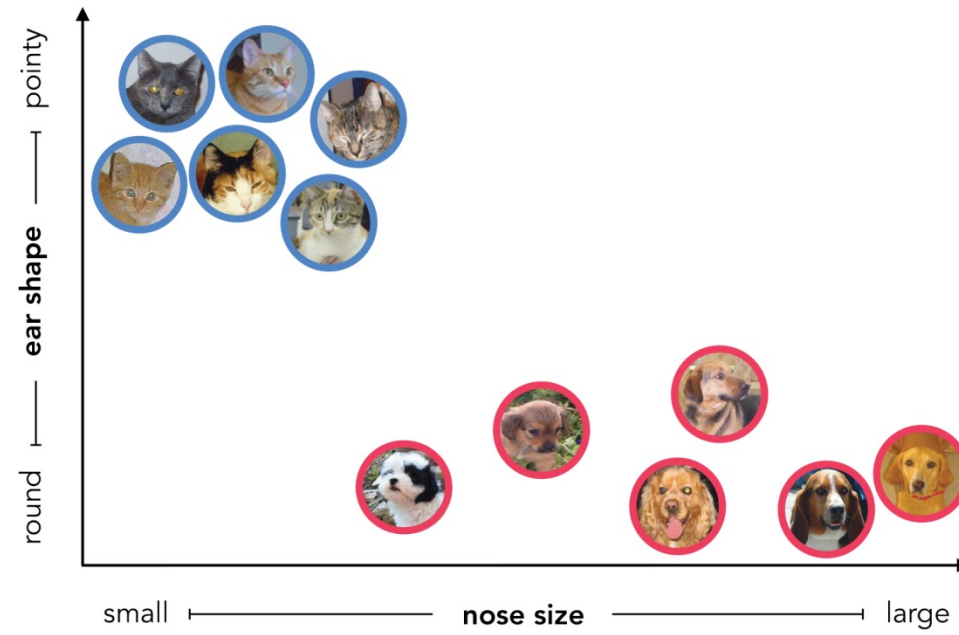 pointy
ear shape
round
small
nose size
large